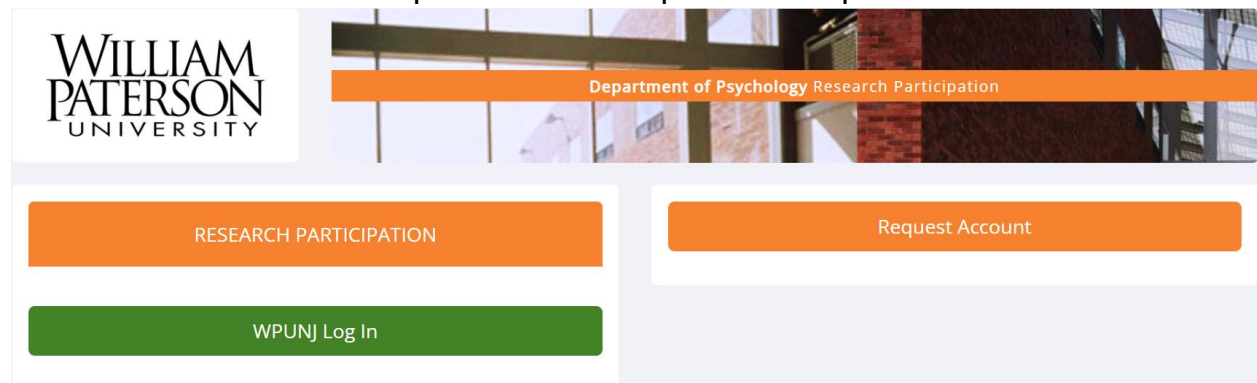 WILLIAM
PATERSON
UNIVERSITY
Department of Psychology Research Participation
RESEARCH PARTICIPATION
Request Account
WPUNJ Log In